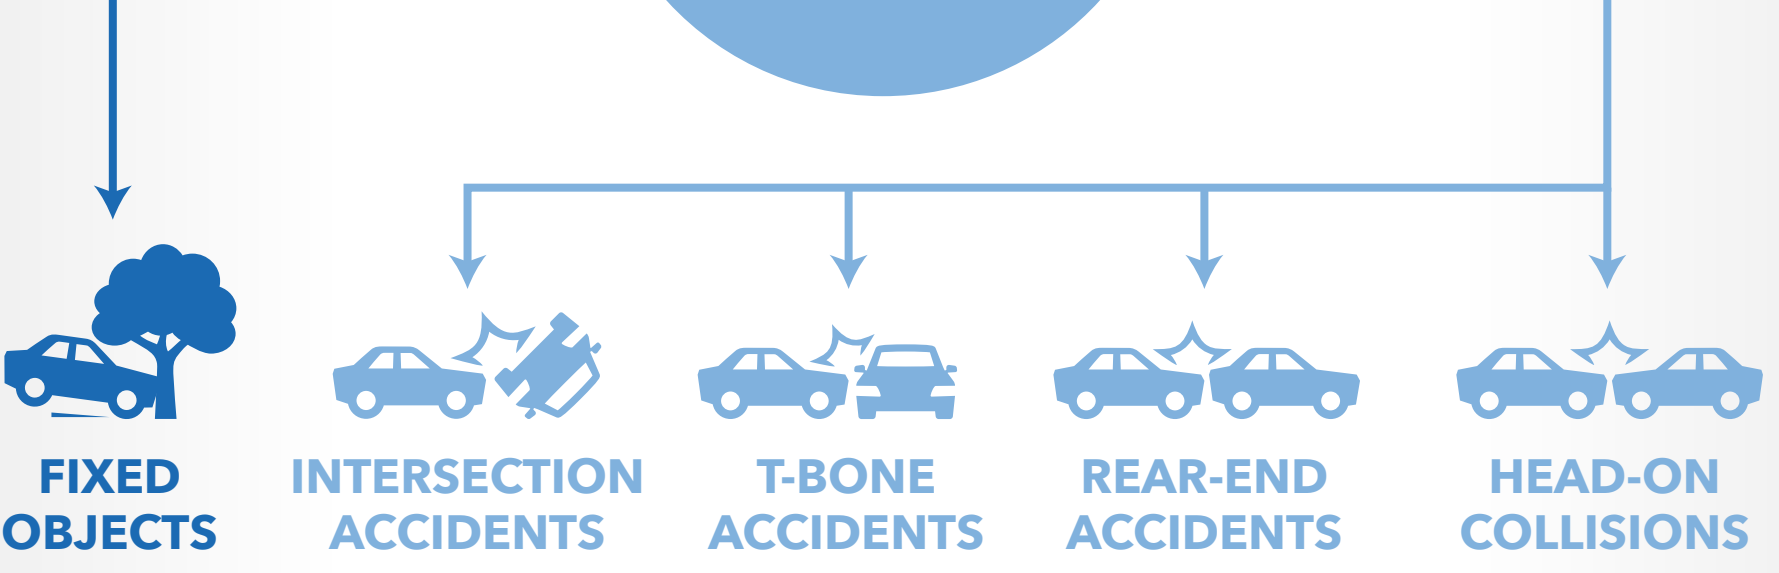 FIXED
OBJECTS
INTERSECTION
ACCIDENTS
T-BONE
ACCIDENTS
REAR-END
ACCIDENTS
HEAD-ON
COLLISIONS